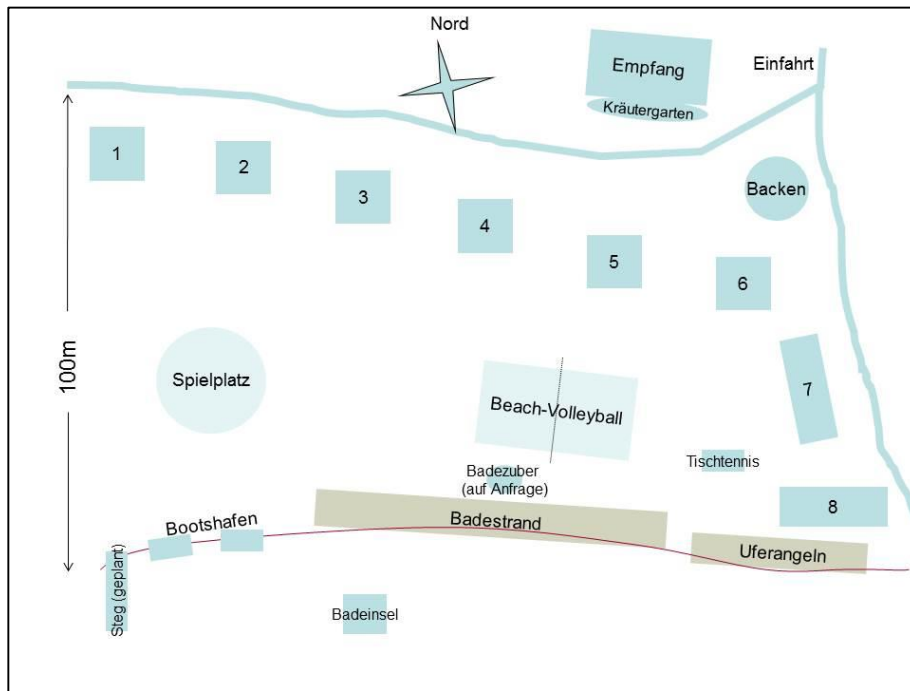 Nord
Empfang
Einfahrt
Kräutergarten
1
2
3
Backen
4
5
6
100m
Spielplatz
7
Beach-Volleyball
Tischtennis
Badezuber
(auf Anfrage)
8
Bootshafen
Badestrand
Uferangeln
Steg (geplant)
Badeinsel